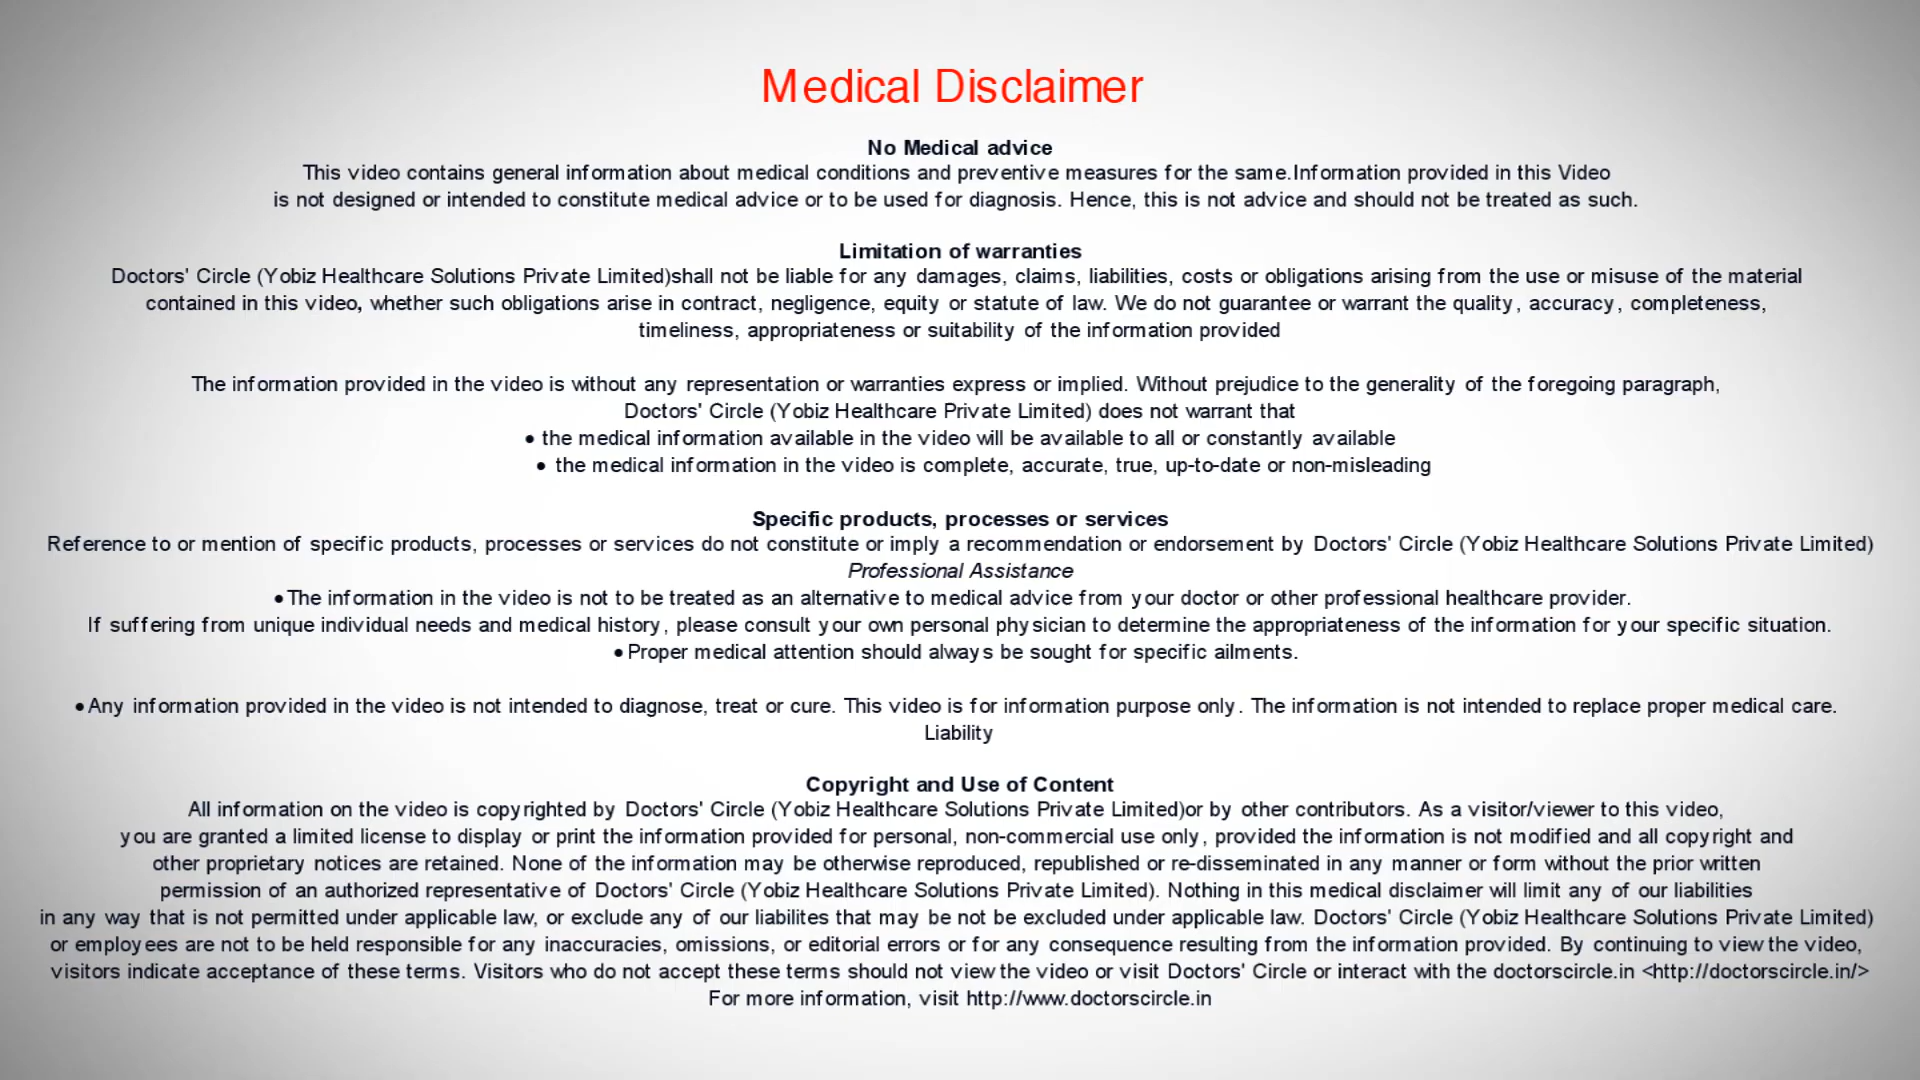 Medical Disclaimer
No Medical advice
This video contains general information about medical conditions and preventive measures for the same.Information provided in this Video
is not designed or intended to constitute medical advice or to be used for diagnosis. Hence, this is not advice and should not be treated as such.
Limitation of warranties
Doctors' Circle (Yobiz Healthcare Solutions Private Limited)shall not be liable for any damages, claims, liabilities, costs or obligations arising from the use or misuse of the material
contained in this video, whether such obligations arise in contract, negligence, equity or statute of law. We do not guarantee or warrant the quality, accuracy, completeness,
timeliness, appropriateness or suitability of the information provided
The information provided in the video is without any representation or warranties express or implied. Without prejudice to the generality of the foregoing paragraph,
Doctors' Circle (Yobiz Healthcare Private Limited) does not warrant that
• the medical information available in the video will be available to all or constantly available
• the medical information in the video is complete, accurate, true, up-to-date or non-misleading
Specific products, processes or services
Reference to or mention of specific products, processes or services do not constitute or imply a recommendation or endorsement by Doctors' Circle (Yobiz Healthcare Solutions Private Limited)
Professional Assistance
•The information in the video is not to be treated as an alternative to medical advice from your doctor or other professional healthcare provider.
If suffering from unique individual needs and medical history, please consult your own personal physician to determine the appropriateness of the information for your specific situation.
•Proper medical attention should always be sought for specific ailments.
•Any information provided in the video is not intended to diagnose, treat or cure. This video is for information purpose only. The information is not intended to replace proper medical care.
Liability
Copyright and Use of Content
All information on the video is copyrighted by Doctors' Circle (Yobiz Healthcare Solutions Private Limited)or by other contributors. As a visitor/viewer to this video,
you are granted a limited license to display or print the information provided for personal, non-commercial use only, provided the information is not modified and all copyright and
other proprietary notices are retained. None of the information may be otherwise reproduced, republished or re-disseminated in any manner or form without the prior written
permission of an authorized representative of Doctors' Circle (Yobiz Healthcare Solutions Private Limited). Nothing in this medical disclaimer will limit any of our liabilities
in any way that is not permitted under applicable law, or exclude any of our liabilites that may be not be excluded under applicable law. Doctors' Circle (Yobiz Healthcare Solutions Private Limited)
or employees are not to be held responsible for any inaccuracies, omissions, or editorial errors or for any consequence resulting from the information provided. By continuing to view the video,
visitors indicate acceptance of these terms. Visitors who do not accept these terms should not view the video or visit Doctors' Circle or interact with the doctorscircle.in <http://doctorscircle.in/>
For more information, visit http://www.doctorscircle.in